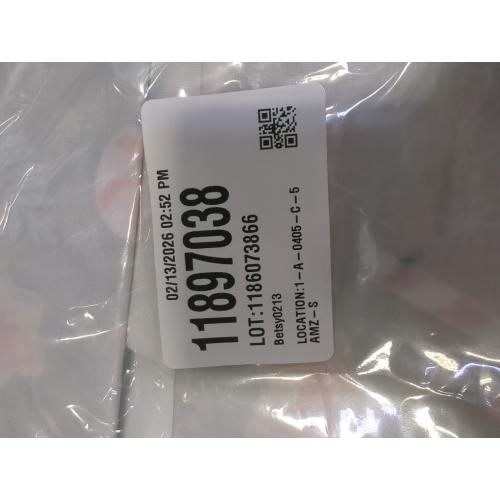 02/13/2026 02:52 PM
11897038
LOT:1186073866
Betsy0213
LOCATION:1-A-0405-C-5
AMZ-S